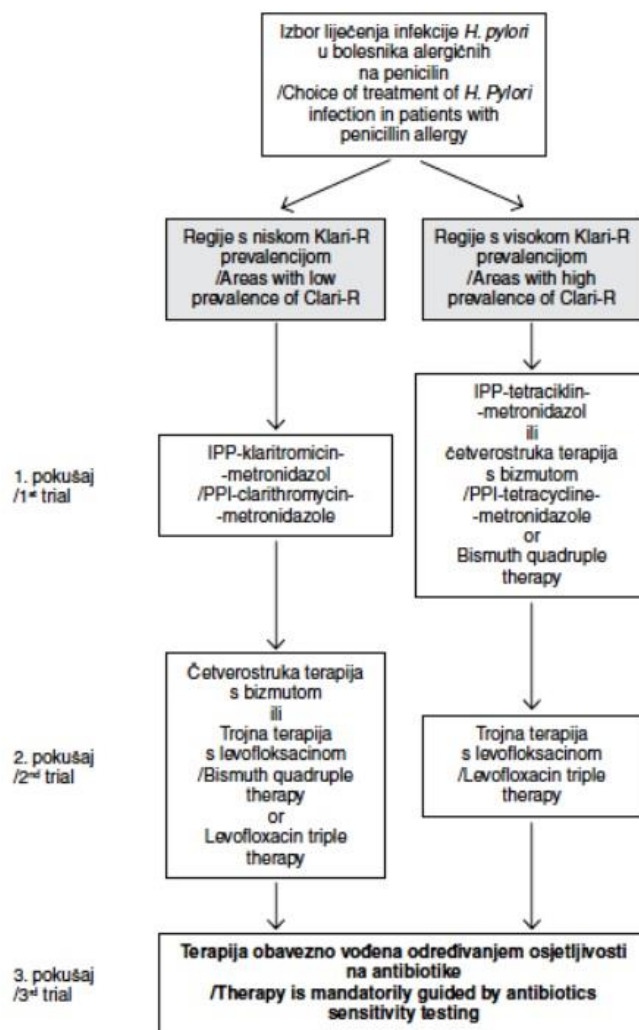 Izbor liječenja infekcije H. pylori
u bolesnika alergičnih
na penicilin
/Choice of treatment of H. Pylori
infection in patients with
penicillin allergy
Regije s niskom Klari-R
prevalencijom
/Areas with low
prevalence of Clari-R
Regije s visokom Klari-R
prevalencijom
/Areas with high
prevalence of Clari-R
1. pokušaj
/1st trial
IPP-klaritromicin-
-metronidazol
/PPI-clarithromycin-
-metronidazole
IPP-tetraciklin-
-metronidazol
ili
četverostruka terapija
s bizmutom
/PPI-tetracycline-
-metronidazole
or
Bismuth quadruple
therapy
2. pokušaj
/2nd trial
Četverostruka terapija
s bizmutom
ili
Trojna terapija
s levofloksacinom
/Bismuth quadruple
therapy
or
Levofloxacin triple
therapy
Trojna terapija
s levofloksacinom
/Levofloxacin triple
therapy
3. pokušaj
/3rd trial
Terapija obavezno vođena određivanjem osjetljivosti
na antibiotike
/Therapy is mandatorily guided by antibiotics
sensitivity testing